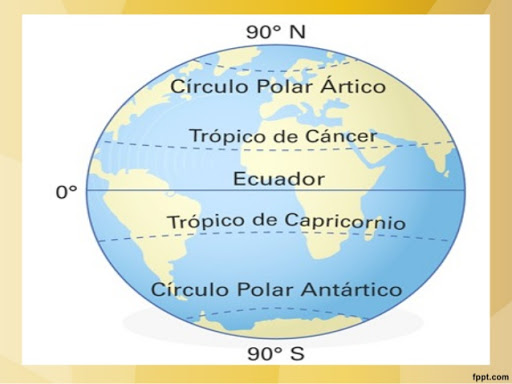 90° N
Círculo Polar Ártico
Trópico de Cáncer
Ecuador
0°
Trópico de Capricornio
Círculo Polar Antártico
90° S
fppt.com